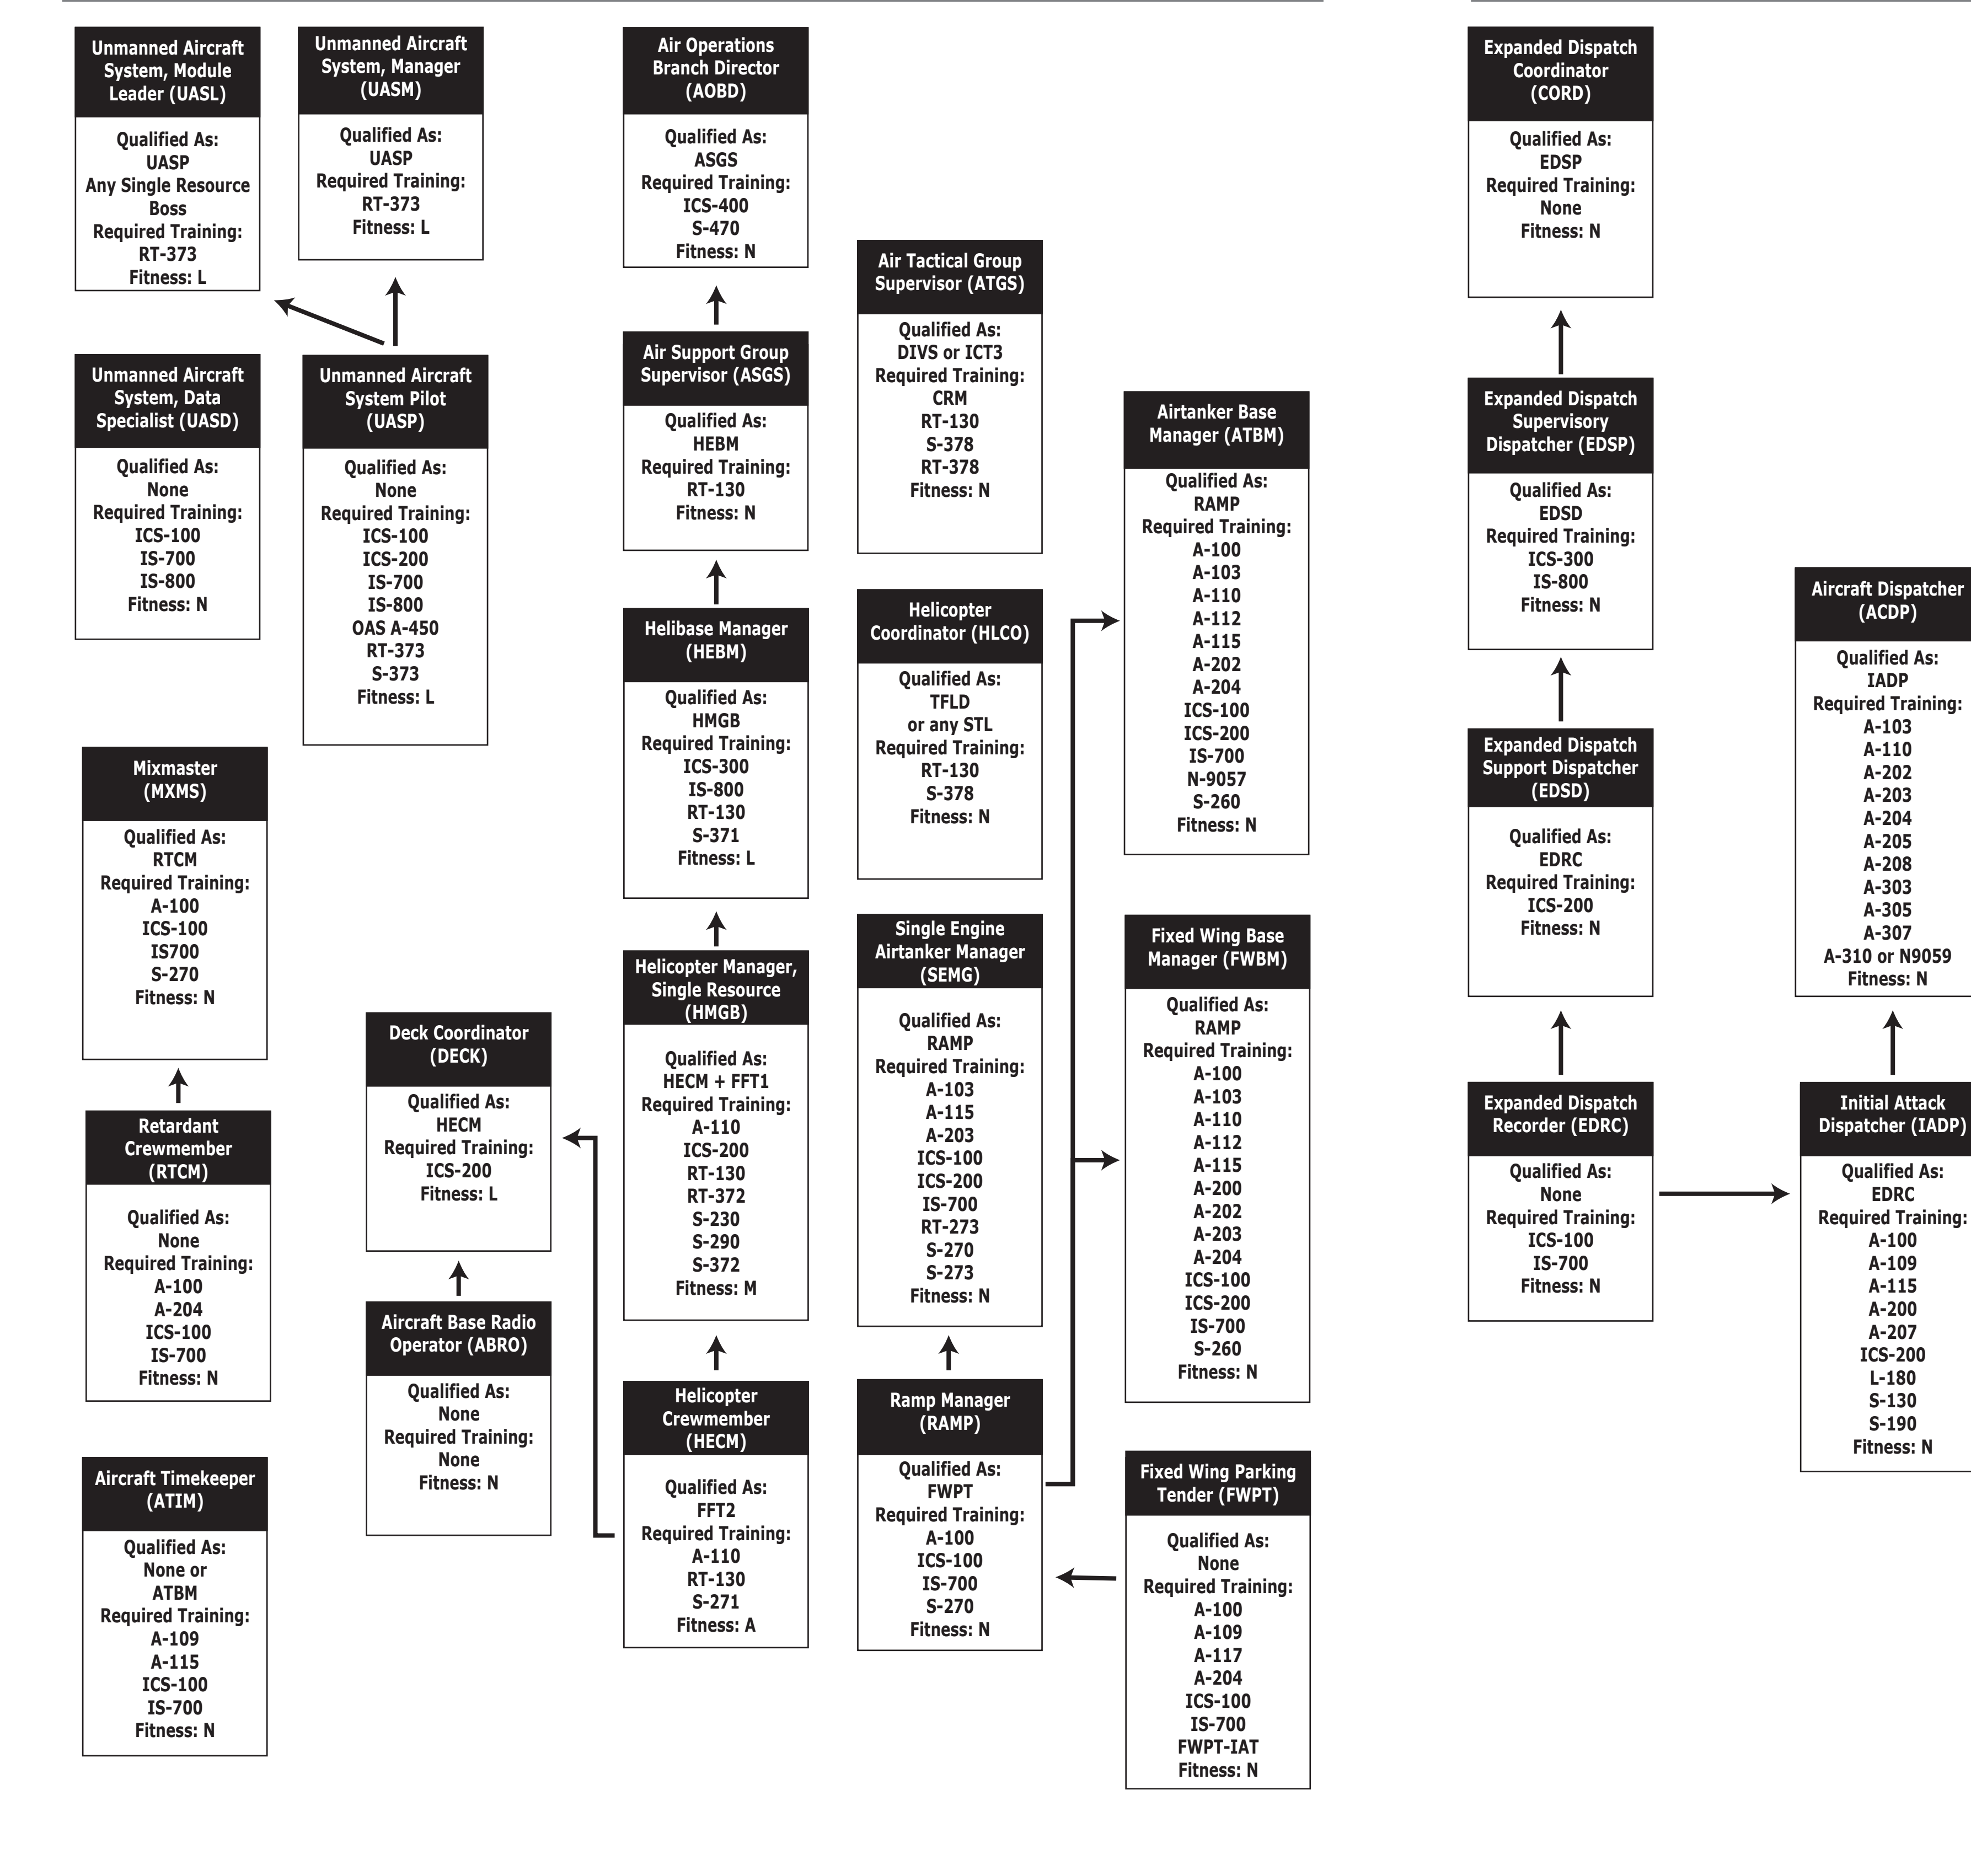 Unmanned Aircraft
System, Module
Leader (UASL)
Qualified As:
UASP
Any Single Resource
Boss
Required Training:
RT-373
Fitness: L
Unmanned Aircraft
System, Manager
(UASM)
Qualified As:
UASP
Required Training:
RT-373
Fitness: L
Unmanned Aircraft
System, Data
Specialist (UASD)
Qualified As:
None
Required Training:
ICS-100
IS-700
IS-800
Fitness: N
Unmanned Aircraft
System Pilot
(UASP)
Qualified As:
None
Required Training:
ICS-100
ICS-200
IS-700
IS-800
OAS A-450
RT-373
S-373
Fitness: L
Mixmaster
(MXMS)
Qualified As:
RTCM
Required Training:
A-100
ICS-100
IS700
S-270
Fitness: N
Retardant
Crewmember
(RTCM)
Qualified As:
None
Required Training:
A-100
A-204
ICS-100
IS-700
Fitness: N
Aircraft Timekeeper
(ATIM)
Qualified As:
None or
ATBM
Required Training:
A-109
A-115
ICS-100
IS-700
Fitness: N
Deck Coordinator
(DECK)
Qualified As:
HECM
Required Training:
ICS-200
Fitness: L
Aircraft Base Radio
Operator (ABRO)
Qualified As:
None
Required Training:
None
Fitness: N
Air Operations
Branch Director
(AOBD)
Qualified As:
ASGS
Required Training:
ICS-400
S-470
Fitness: N
Air Support Group
Supervisor (ASGS)
Qualified As:
HEBM
Required Training:
RT-130
Fitness: N
Helibase Manager
(HEBM)
Qualified As:
HMGB
Required Training:
ICS-300
IS-800
RT-130
S-371
Fitness: L
Helicopter Manager,
Single Resource
(HMGB)
Qualified As:
HECM + FFT1
Required Training:
A-110
ICS-200
RT-130
RT-372
S-230
S-290
S-372
Fitness: M
Helicopter
Crewmember
(HECM)
Qualified As:
FFT2
Required Training:
A-110
RT-130
S-271
Fitness: A
Air Tactical Group
Supervisor (ATGS)
Qualified As:
DIVS or ICT3
Required Training:
CRM
RT-130
S-378
RT-378
Fitness: N
Helicopter
Coordinator (HLCO)
Qualified As:
TFLD
or any STL
Required Training:
RT-130
S-378
Fitness: N
Single Engine
Airtanker Manager
(SEMG)
Qualified As:
RAMP
Required Training:
A-103
A-115
A-203
ICS-100
ICS-200
IS-700
RT-273
S-270
S-273
Fitness: N
Ramp Manager
(RAMP)
Qualified As:
FWPT
Required Training:
A-100
ICS-100
IS-700
S-270
Fitness: N
Airtanker Base
Manager (ATBM)
Qualified As:
RAMP
Required Training:
A-100
A-103
A-110
A-112
A-115
A-202
A-204
ICS-100
ICS-200
IS-700
N-9057
S-260
Fitness: N
Fixed Wing Base
Manager (FWBM)
Qualified As:
RAMP
Required Training:
A-100
A-103
A-110
A-112
A-115
A-200
A-202
A-203
A-204
ICS-100
ICS-200
IS-700
S-260
Fitness: N
Fixed Wing Parking
Tender (FWPT)
Qualified As:
None
Required Training:
A-100
A-109
A-117
A-204
ICS-100
IS-700
FWPT-IAT
Fitness: N
Expanded Dispatch
Coordinator
(CORD)
Qualified As:
EDSP
Required Training:
None
Fitness: N
Expanded Dispatch
Supervisory
Dispatcher (EDSP)
Qualified As:
EDSD
Required Training:
ICS-300
IS-800
Fitness: N
Expanded Dispatch
Support Dispatcher
(EDSD)
Qualified As:
EDRC
Required Training:
ICS-200
Fitness: N
Expanded Dispatch
Recorder (EDRC)
Qualified As:
None
Required Training:
ICS-100
IS-700
Fitness: N
Aircraft Dispatcher
(ACDP)
Qualified As:
IADP
Required Training:
A-103
A-110
A-202
A-203
A-204
A-205
A-208
A-303
A-305
A-307
A-310 or N9059
Fitness: N
Initial Attack
Dispatcher (IADP)
Qualified As:
EDRC
Required Training:
A-100
A-109
A-115
A-200
A-207
ICS-200
L-180
S-130
S-190
Fitness: N